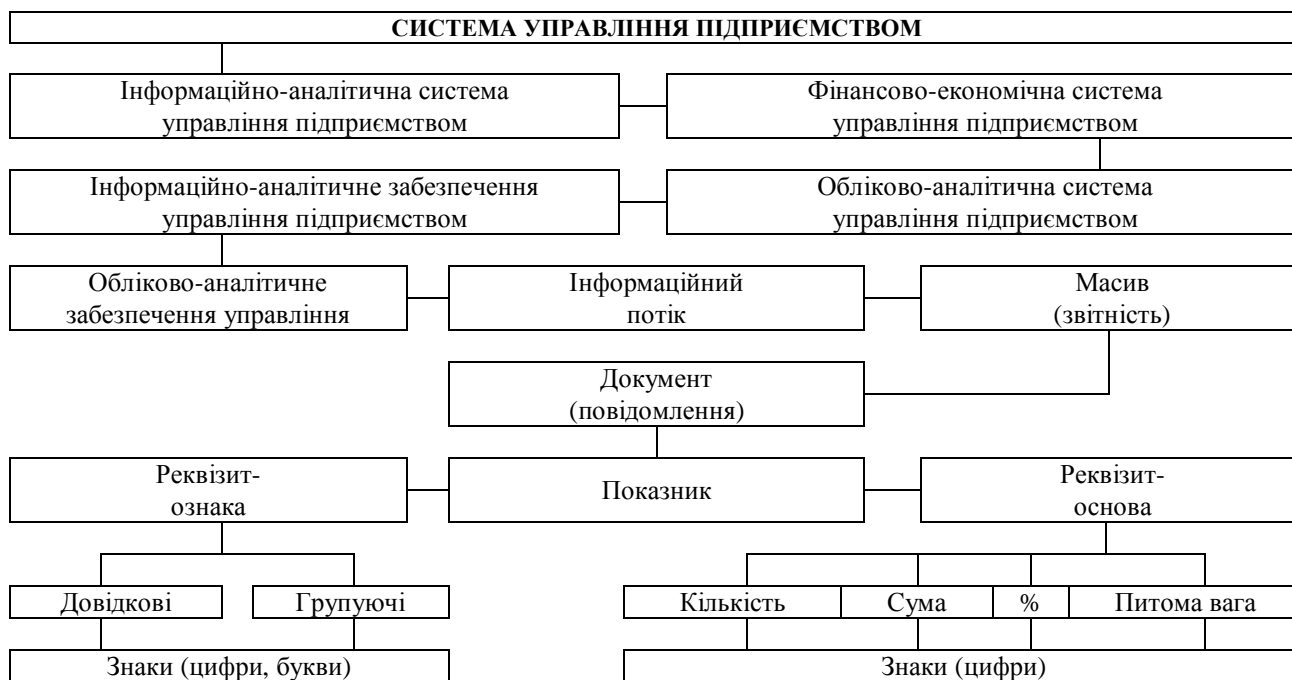 СИСТЕМА УПРАВЛІННЯ ПІДПРИЄМСТВОМ
Інформаційно-аналітична система
управління підприємством
Фінансово-економічна система
управління підприємством
Інформаційно-аналітичне забезпечення
управління підприємством
Обліково-аналітична система
управління підприємством
Обліково-аналітичне
забезпечення управління
Інформаційний
потік
Масив
(звітність)
Документ
(повідомлення)
Реквізит-
ознака
Показник
Реквізит-
основа
Довідкові
Групуючі
Кількість
Сума
%
Питома вага
Знаки (цифри, букви)
Знаки (цифри)